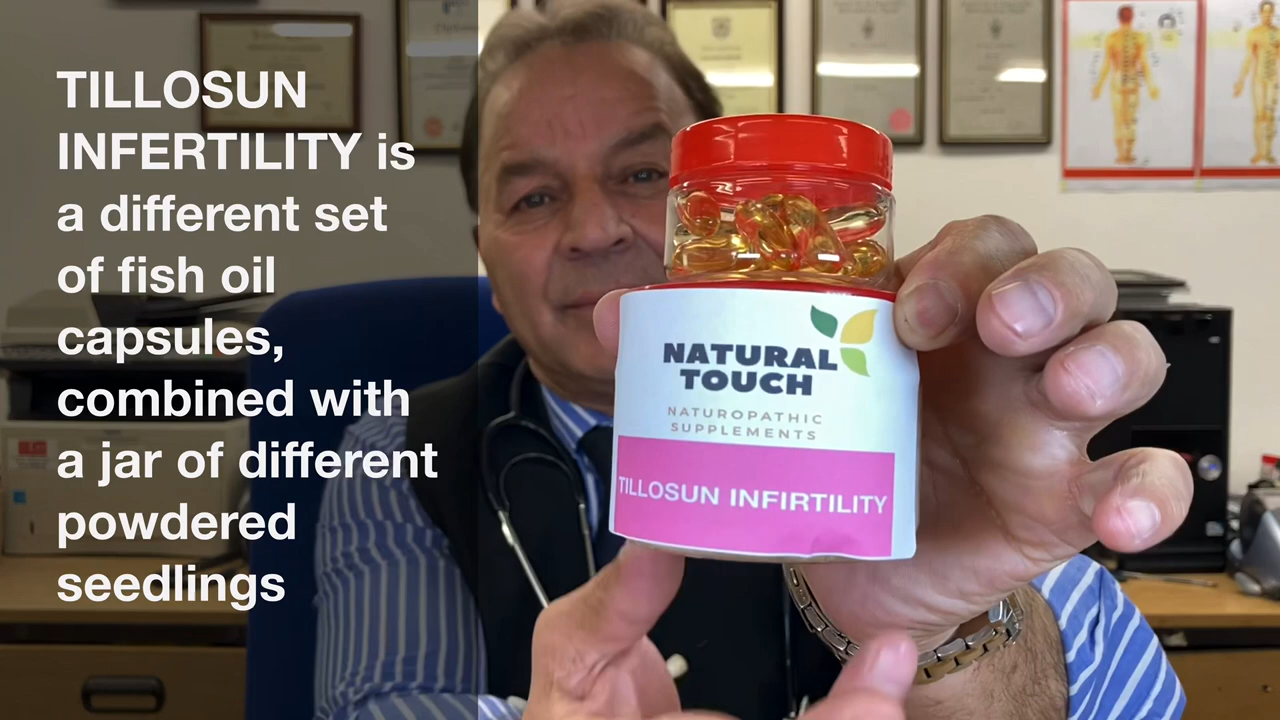 TILLOSUN
INFERTILITY is
a different set
of fish oil
capsules,
combined with
a jar of different
powdered
seedlings
NATURAL
TOUCH
NATUROPATHIC
SUPPLEMENTS
TILLOSUN INFIRTILITY